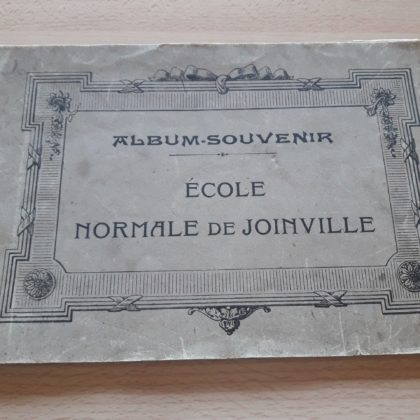 ALBUM-SOUVENIR
ÉCOLE
NORMALE DE JOINVILLE